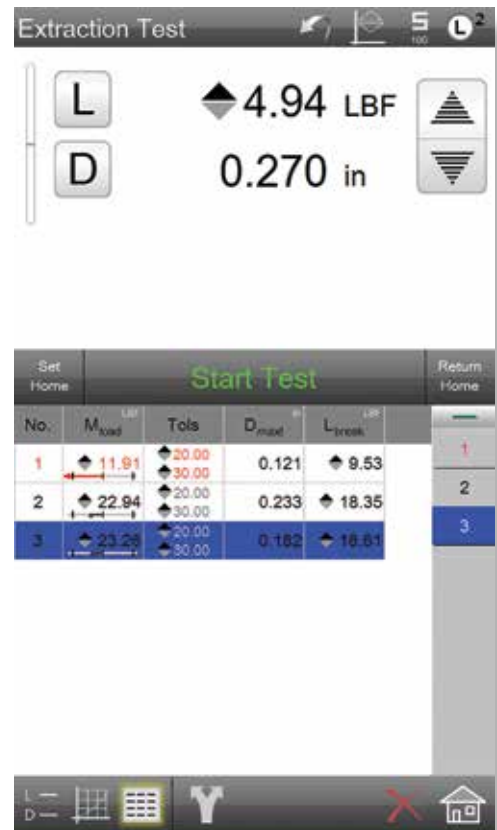 Extraction Test
5
100
L2
L
4.94 LBF
D
0.270 in
Set Home
Start Test
Return Home
No. Mload LBF Tols Dmaxl in Lbreak LBF
1 11.91 20.00 30.00 0.121 9.53
2 22.94 20.00 30.00 0.233 18.35
3 23.26 20.00 30.00 0.182 18.61
1
2
3
L
D